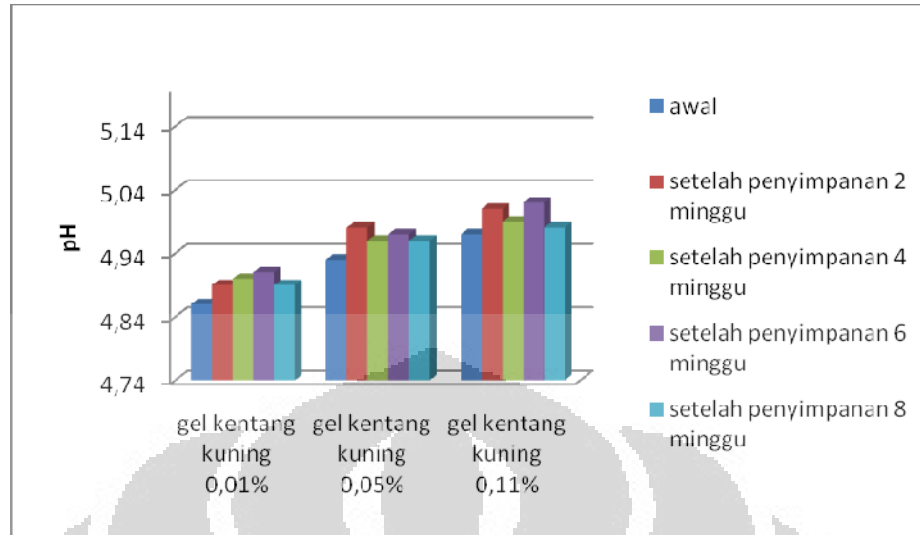 pH
5,14
5,04
4,94
4,84
4,74
gel kentang
kuning
0,01%
gel kentang
kuning
0,05%
gel kentang
kuning
0,11%
awal
setelah penyimpanan 2
minggu
setelah penyimpanan 4
minggu
setelah penyimpanan 6
minggu
setelah penyimpanan 8
minggu